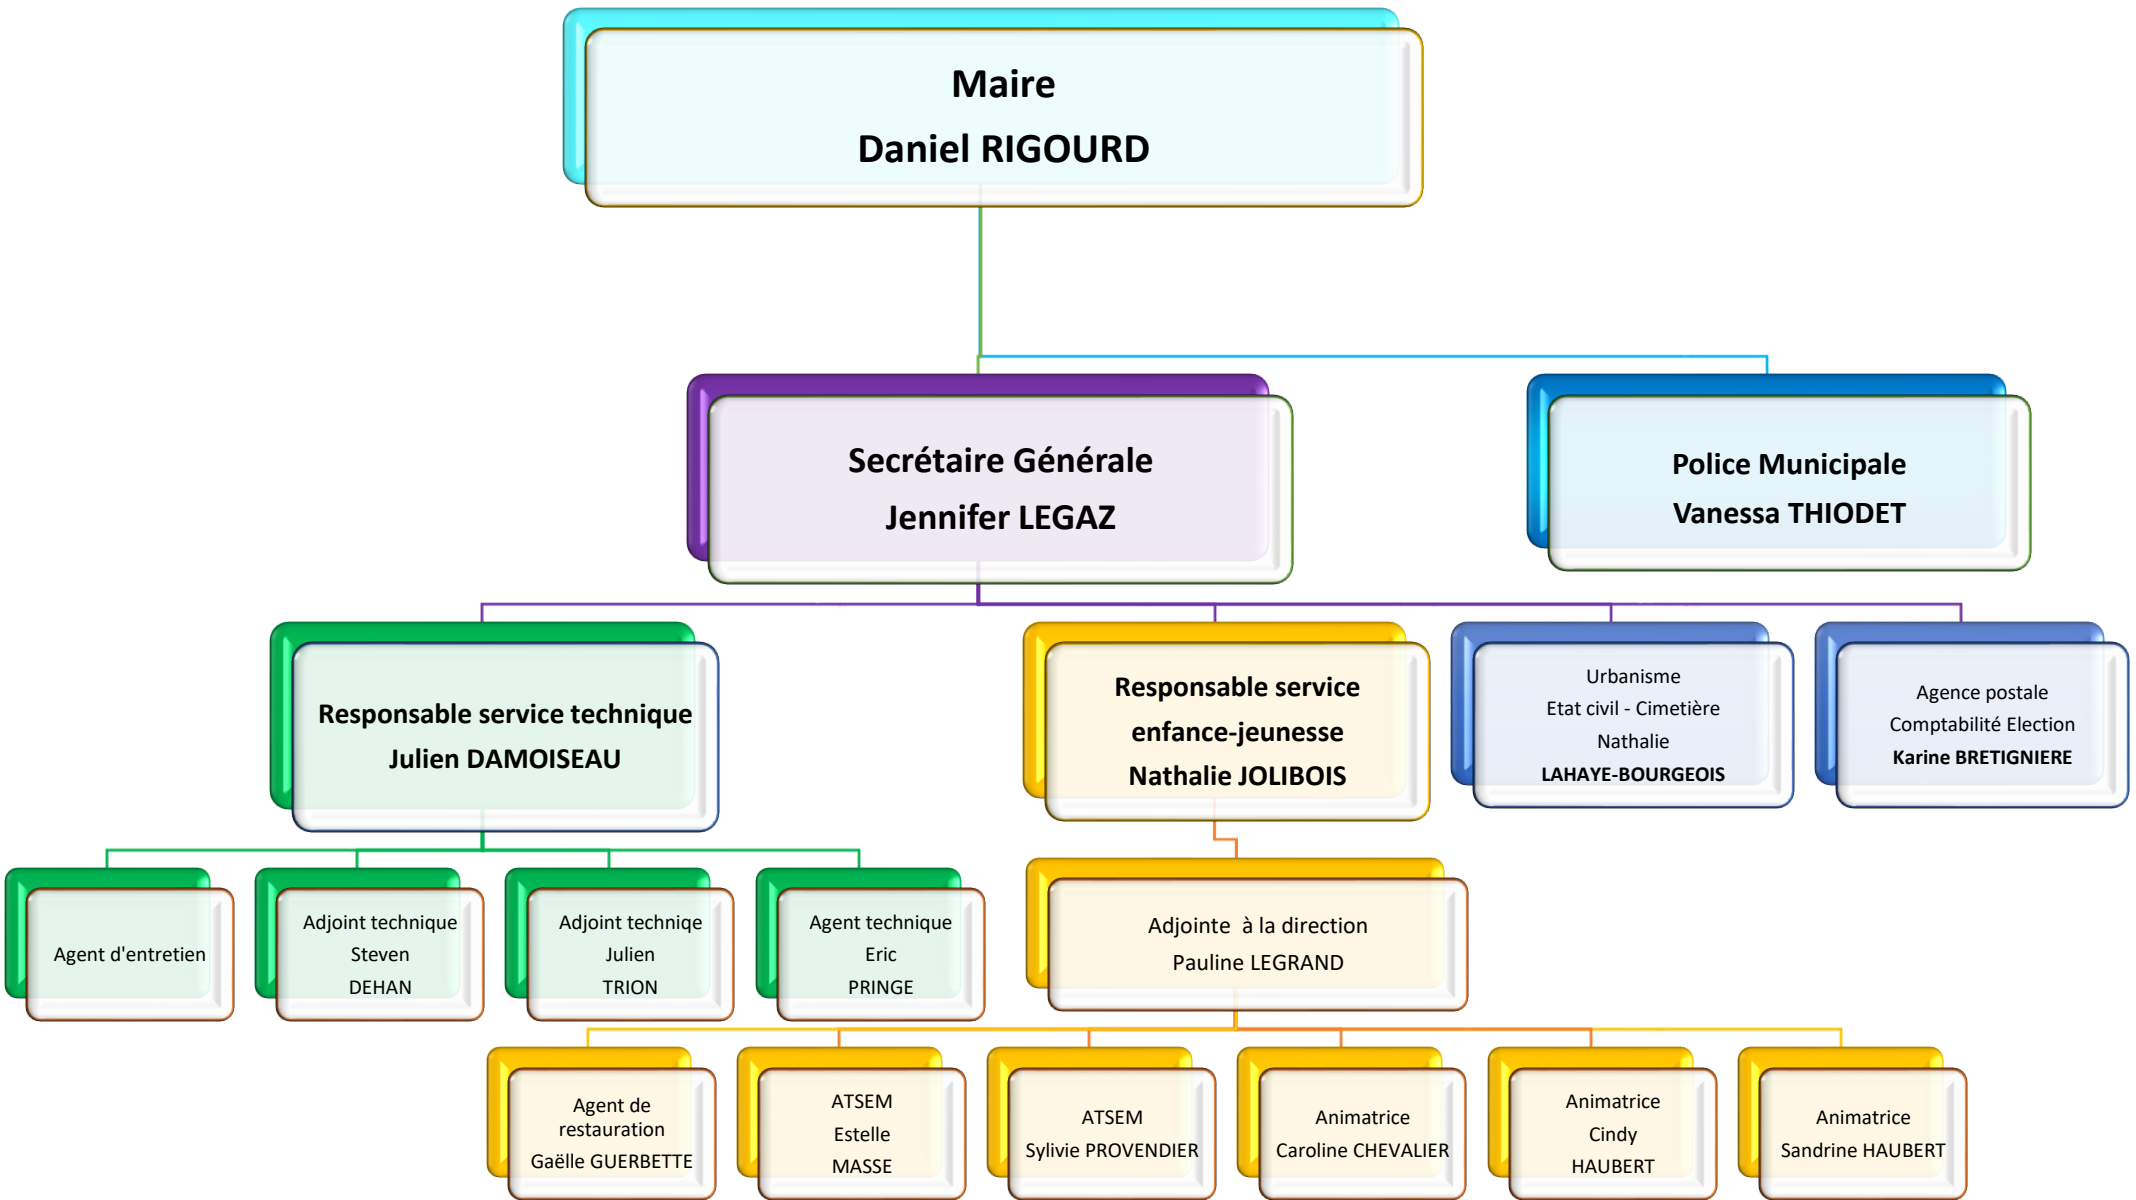 Maire
Daniel RIGOURD
Secrétaire Générale
Jennifer LEGAZ
Police Municipale
Vanessa THIODET
Responsable service technique
Julien DAMOISEAU
Responsable service
enfance-jeunesse
Nathalie JOLIBOIS
Urbanisme
Etat civil - Cimetière
Nathalie
LAHAYE-BOURGEOIS
Agence postale
Comptabilité Election
Karine BRETIGNIERE
Agent d'entretien
Adjoint technique
Steven
DEHAN
Adjoint techniqe
Julien
TRION
Agent technique
Eric
PRINGE
Adjointe à la direction
Pauline LEGRAND
Agent de
restauration
Gaëlle GUERBETTE
ATSEM
Estelle
MASSE
ATSEM
Sylivie PROVENDIER
Animatrice
Caroline CHEVALIER
Animatrice
Cindy
HAUBERT
Animatrice
Sandrine HAUBERT